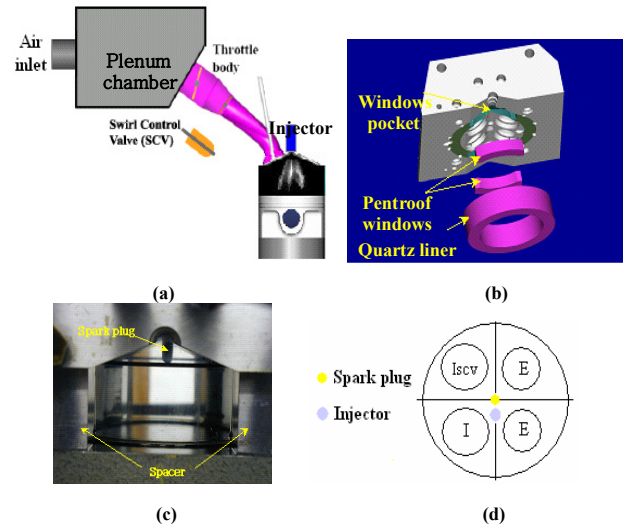 Air
inlet
Plenum
chamber
Throttle
body
Injector
Swirl Control
Valve (SCV)
(a)
Windows
pocket
Pentroof
windows
Quartz liner
(b)
Spark plug
Spacer
(c)
Spark plug
Injector
Iscv
E
I
E
(d)